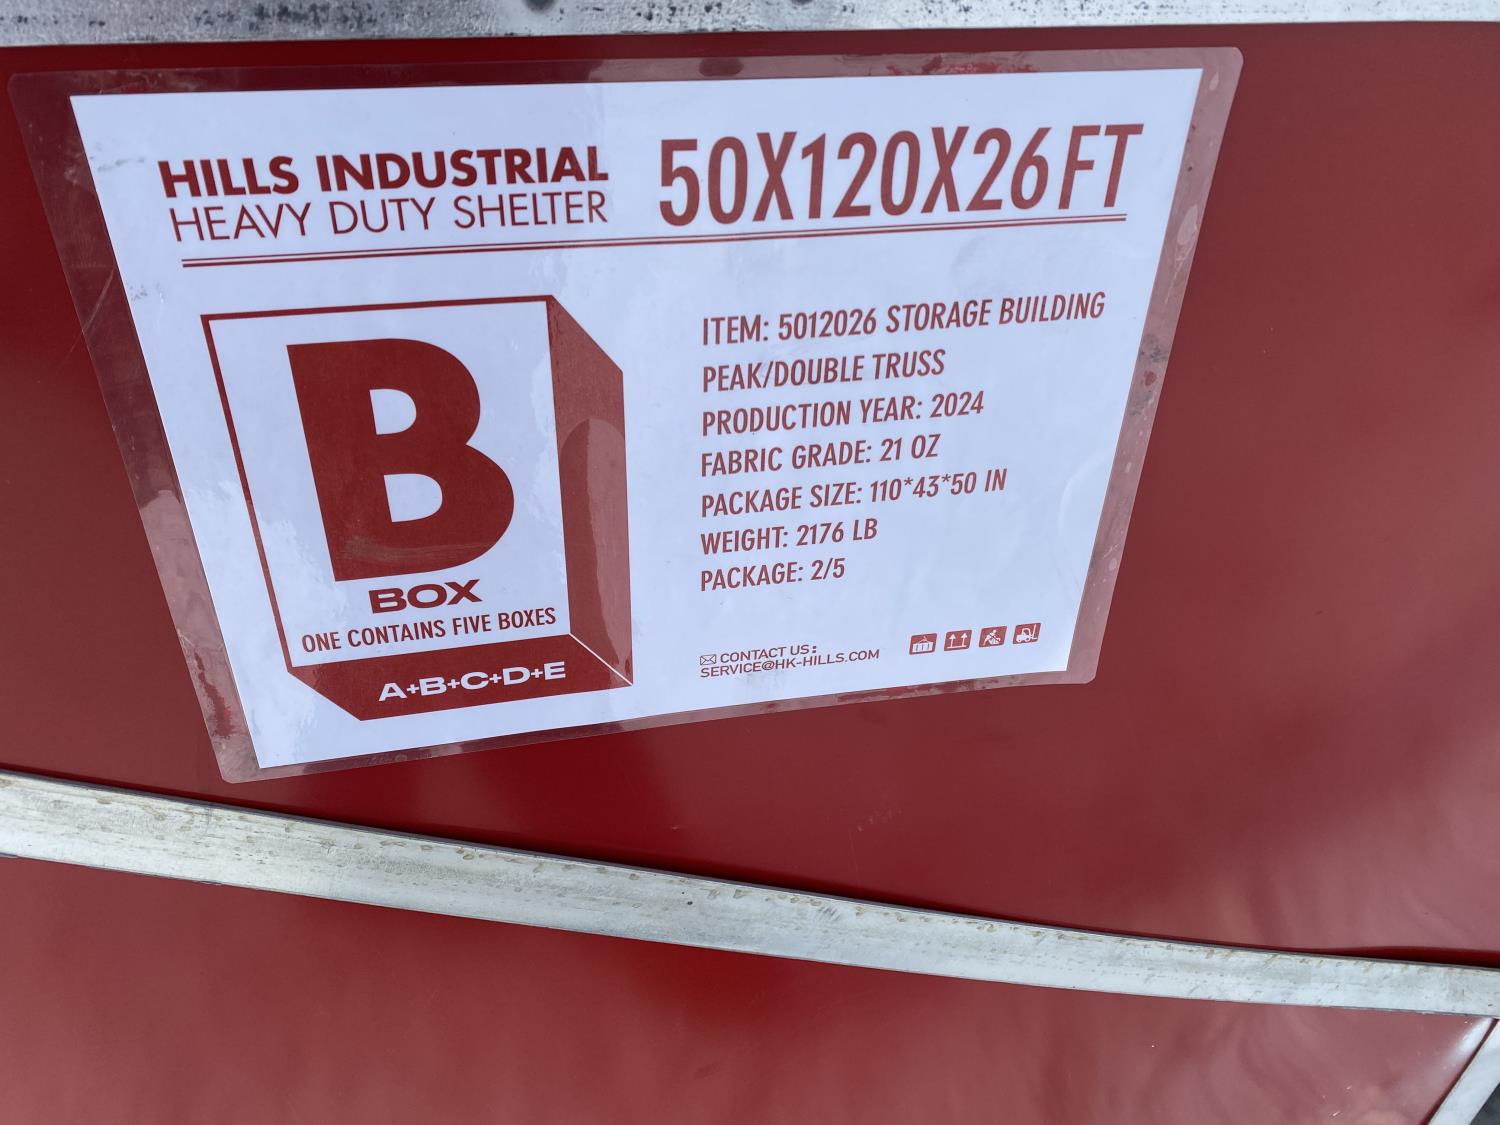 HILLS INDUSTRIAL
HEAVY DUTY SHELTER
50X120X26FT
B
BOX
ONE CONTAINS FIVE BOXES
A+B+C+D+E
ITEM: 5012026 STORAGE BUILDING
PEAK/DOUBLE TRUSS
PRODUCTION YEAR: 2024
FABRIC GRADE: 21 OZ
PACKAGE SIZE: 110*43*50 IN
WEIGHT: 2176 LB
PACKAGE: 2/5
CONTACT US:
SERVICE@HK-HILLS.COM